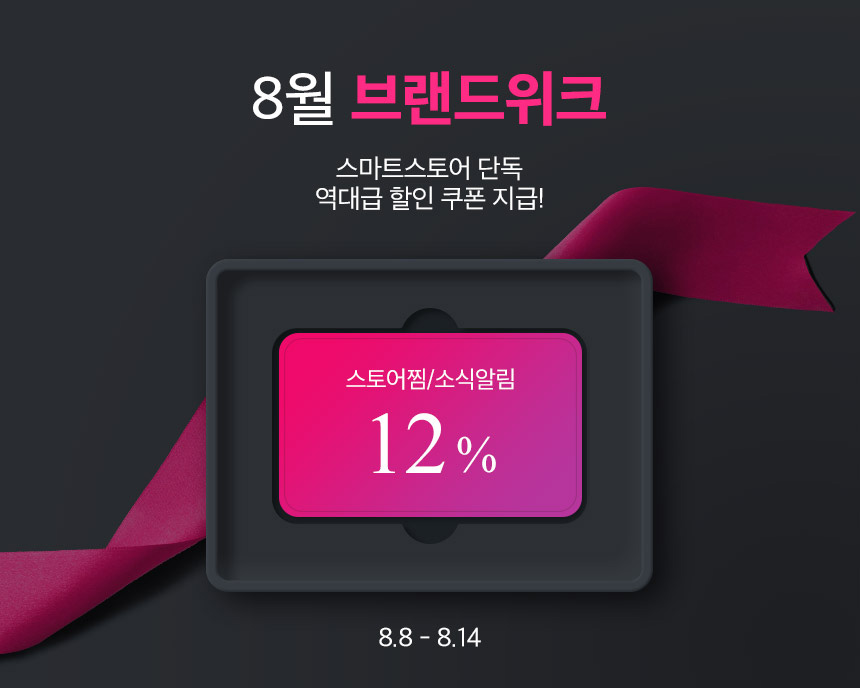 8월 브랜드위크
스마트스토어 단독
역대급 할인 쿠폰 지급!
스토어찜/소식알림
12 %
8.8 - 8.14